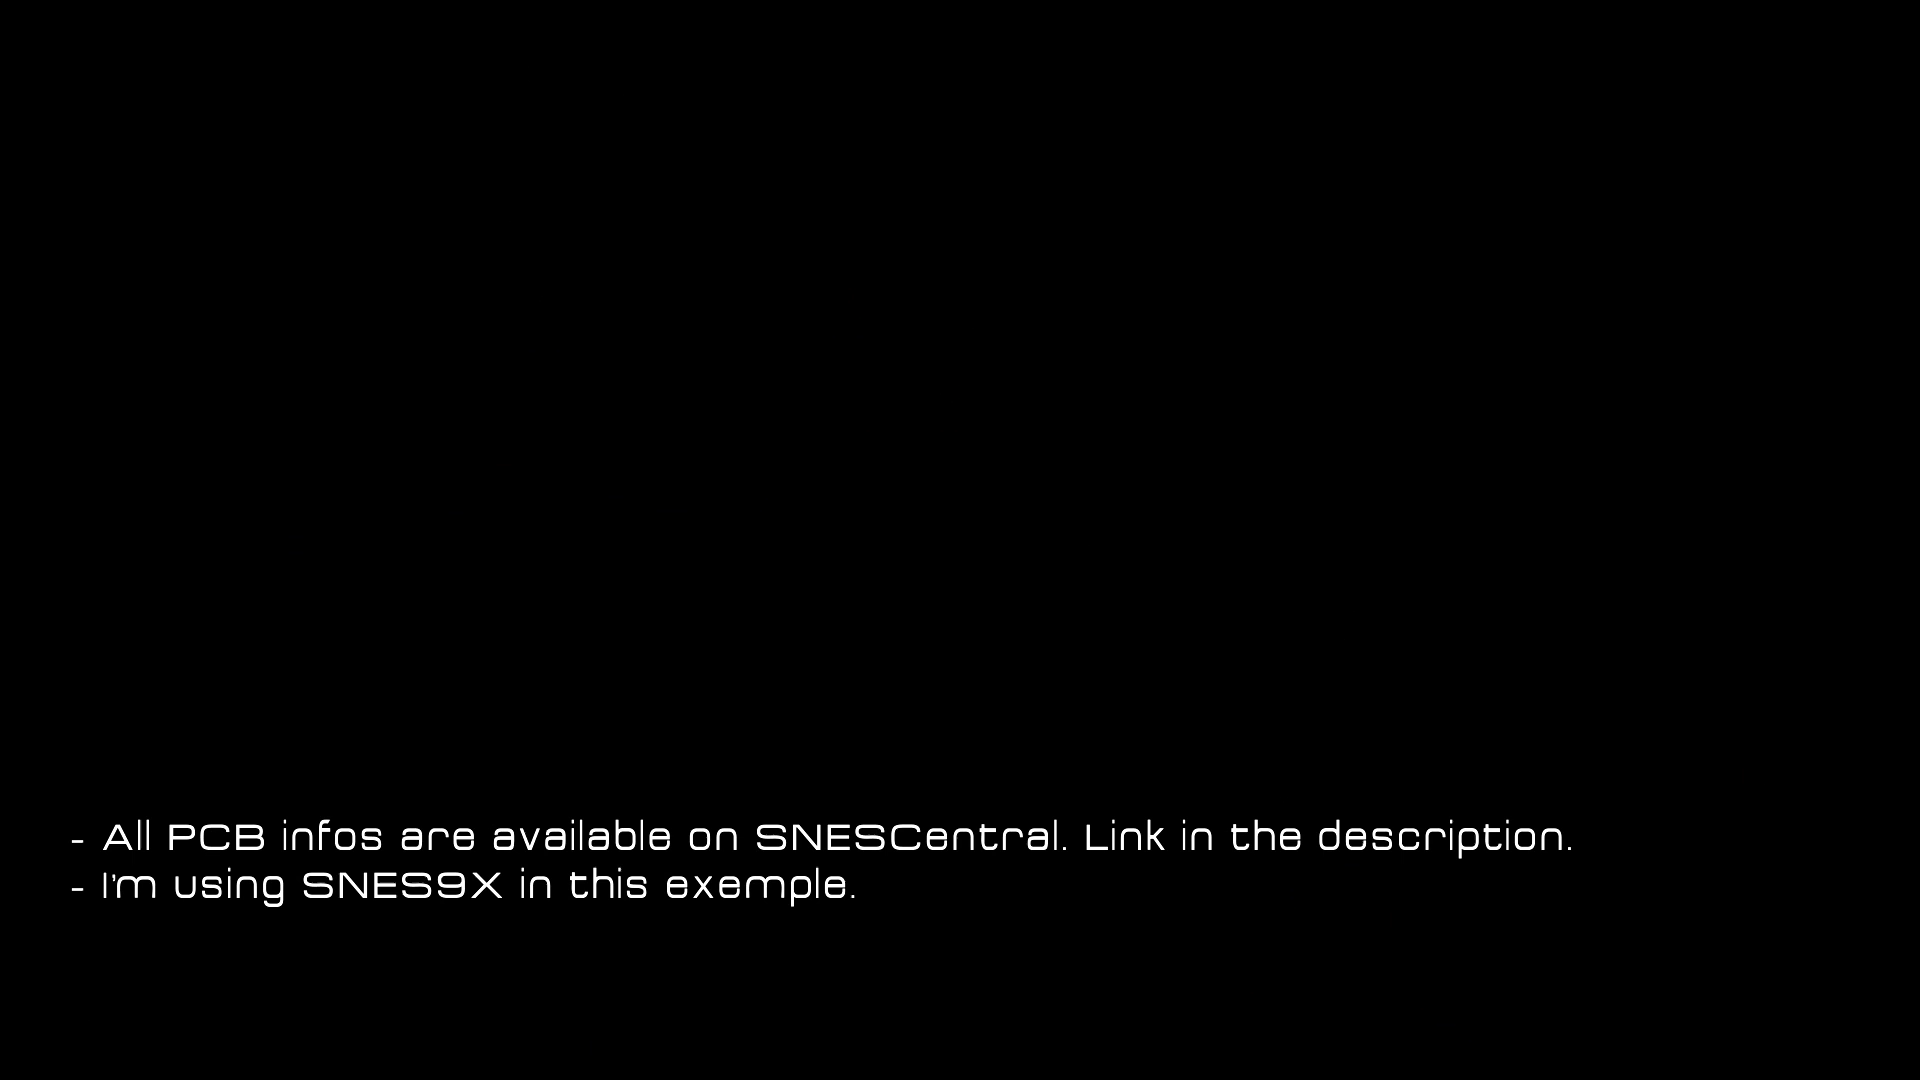 - All PCB infos are available on SNESCentral. Link in the description.
- I'm using SNES9X in this exemple.